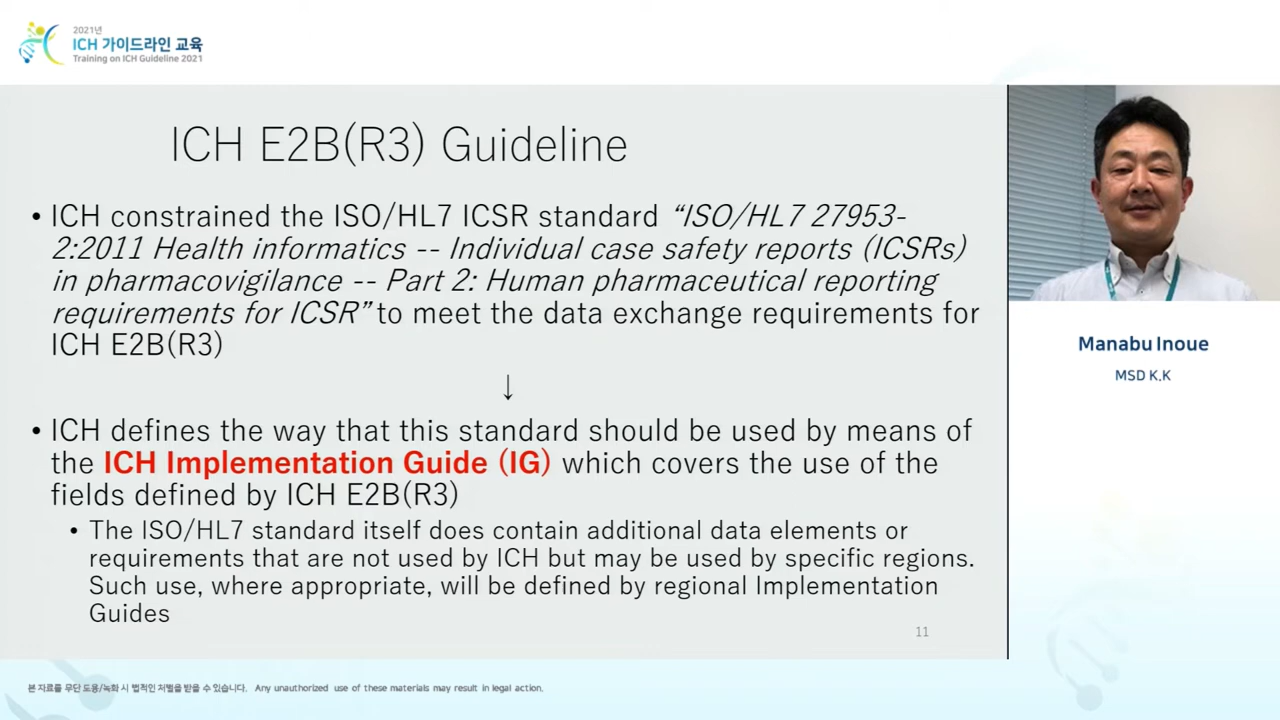 2021년
ICH 가이드라인 교육
Training on ICH Guideline 2021
ICH E2B(R3) Guideline
• ICH constrained the ISO/HL7 ICSR standard “ISO/HL7 27953-
2:2011 Health informatics -- Individual case safety reports (ICSRs)
in pharmacovigilance -- Part 2: Human pharmaceutical reporting
requirements for ICSR” to meet the data exchange requirements for
ICH E2B(R3)
↓
• ICH defines the way that this standard should be used by means of
the ICH Implementation Guide (IG) which covers the use of the
fields defined by ICH E2B(R3)
• The ISO/HL7 standard itself does contain additional data elements or
requirements that are not used by ICH but may be used by specific regions.
Such use, where appropriate, will be defined by regional Implementation
Guides
11
Manabu Inoue
MSD K.K
본 자료를 무단 도용/녹화 시 법적인 처벌을 받을 수 있습니다. Any unauthorized use of these materials may result in legal action.